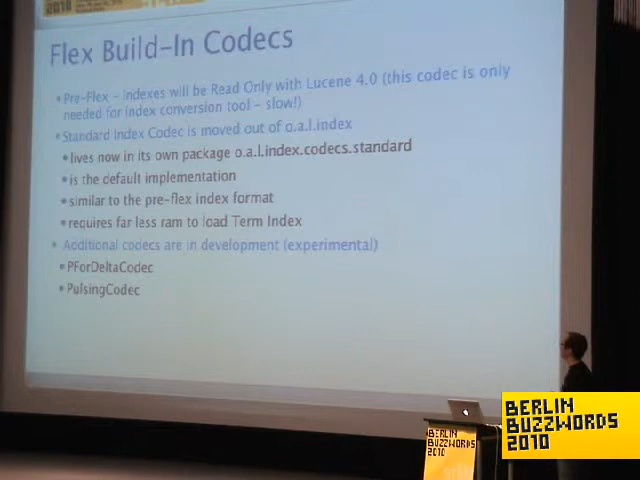 2010
Flex Build-In Codecs
• Pre-Flex - Indexes will be Read Only with Lucene 4.0 (this codec is only
needed for index conversion tool - slow!)
• Standard Index Codec is moved out of o.a.l.index
• lives now in its own package o.a.l.index.codecs.standard
• is the default implementation
• similar to the pre-flex index format
• requires far less ram to load Term Index
• Additional codecs are in development (experimental)
• PForDeltaCodec
• PulsingCodec
BERLIN
BUZZWORDS
2010
BERLIN
BUZZWORDS
2010